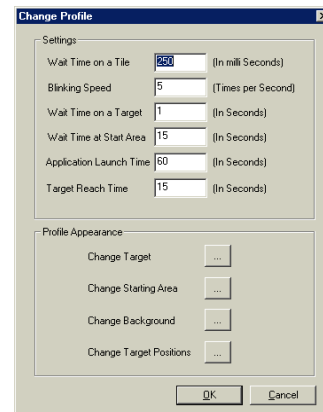 Change Profile
Settings
Wait Time on a Tile 250 (In milli Seconds)
Blinking Speed 5 (Times per Second)
Wait Time on a Target 1 (In Seconds)
Wait Time at Start Area 15 (In Seconds)
Application Launch Time 60 (In Seconds)
Target Reach Time 15 (In Seconds)
Profile Appearance
Change Target ...
Change Starting Area ...
Change Background ...
Change Target Positions ...
OK Cancel